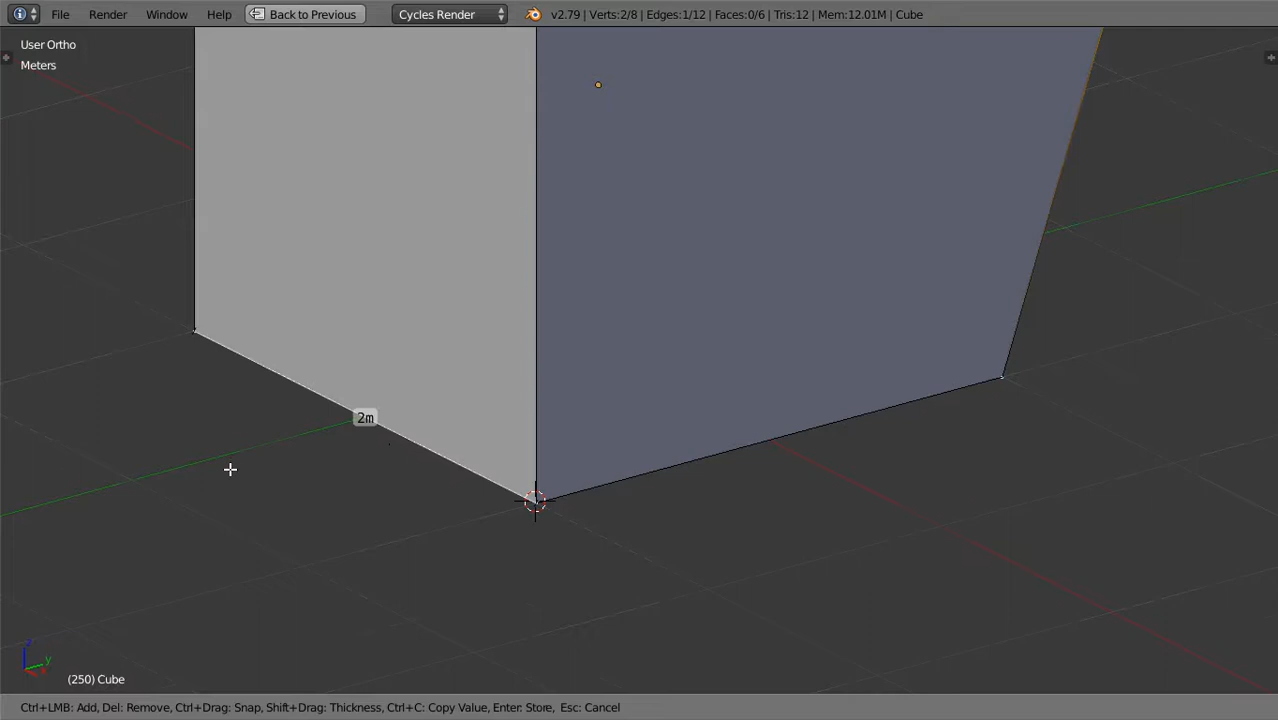 File Render Window Help Back to Previous Cycles Render v2.79 | Verts:2/8 | Edges:1/12 | Faces:0/6 | Tris:12 | Mem:12.01M | Cube
User Ortho
Meters
2m
z
y
x
(250) Cube
Ctrl+LMB: Add, Del: Remove, Ctrl+Drag: Snap, Shift+Drag: Thickness, Ctrl+C: Copy Value, Enter: Store, Esc: Cancel